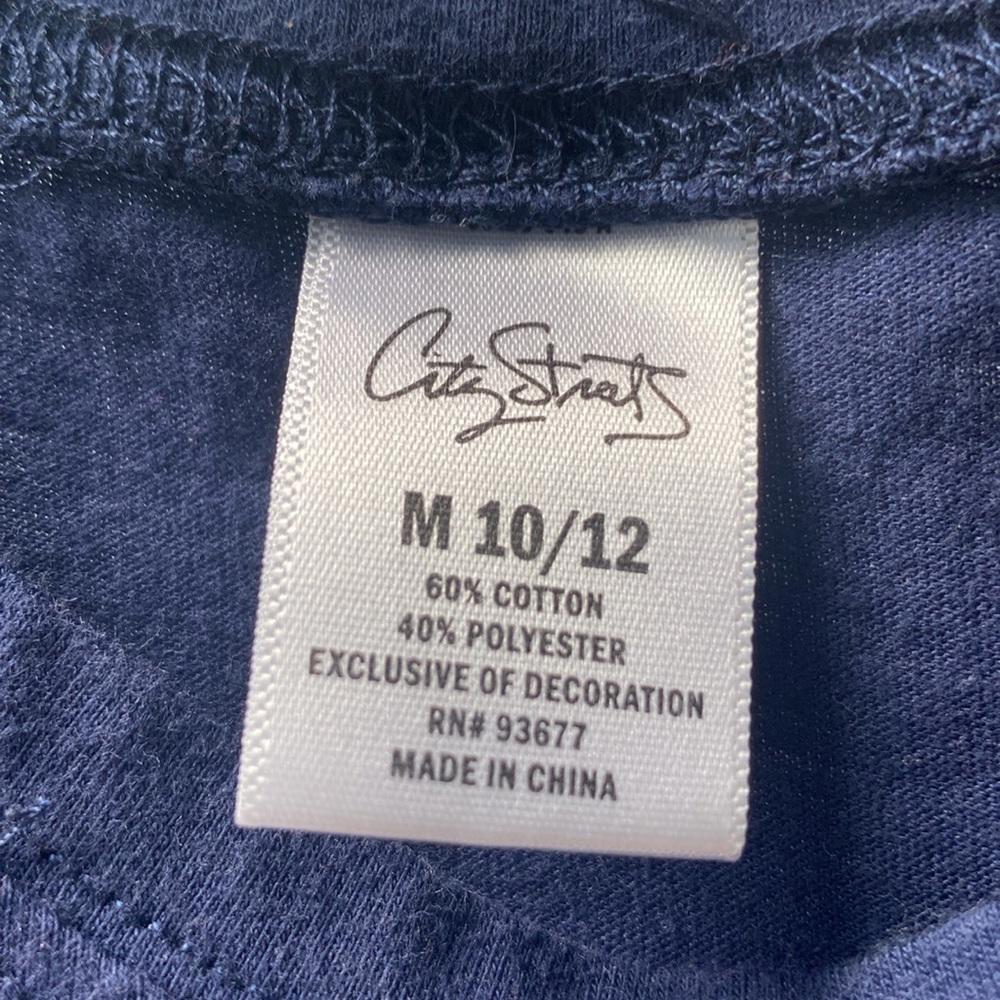 City Streets
M 10/12
60% COTTON
40% POLYESTER
EXCLUSIVE OF DECORATION
RN# 93677
MADE IN CHINA